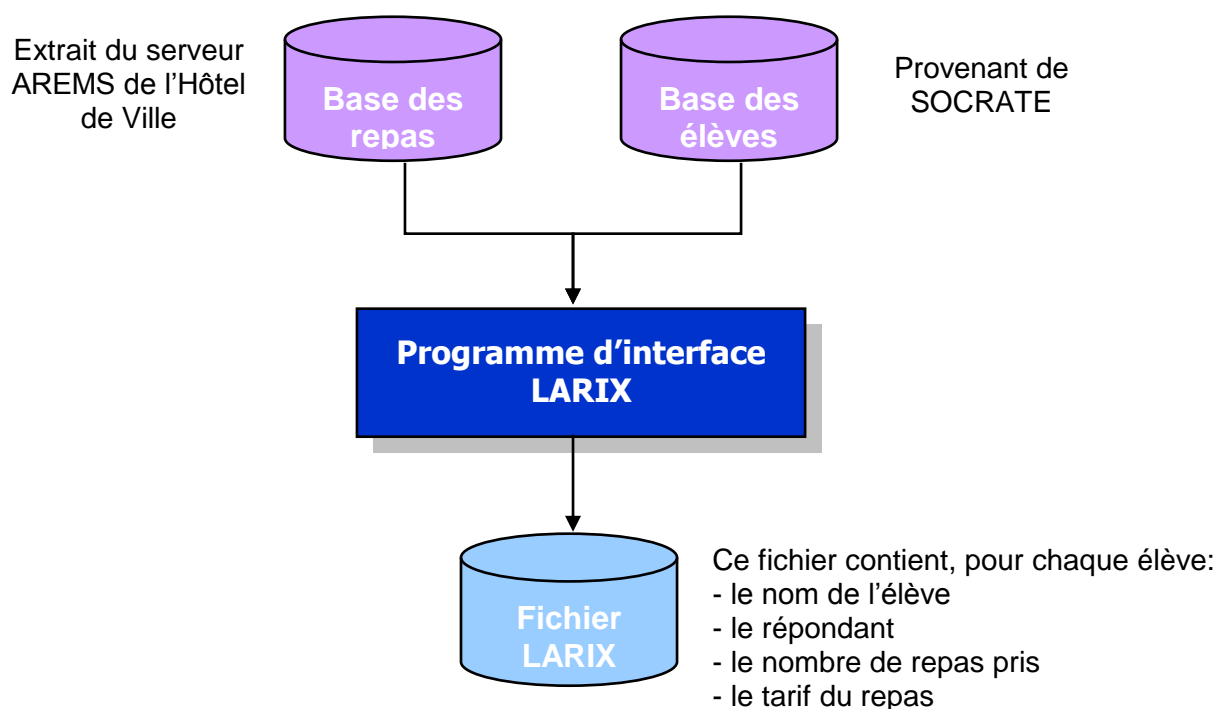 Extrait du serveur
AREMS de l’Hôtel
de Ville
Base des
repas
Base des
élèves
Provenant de
SOCRATE
Programme d’interface
LARIX
Fichier
LARIX
Ce fichier contient, pour chaque élève:
- le nom de l’élève
- le répondant
- le nombre de repas pris
- le tarif du repas